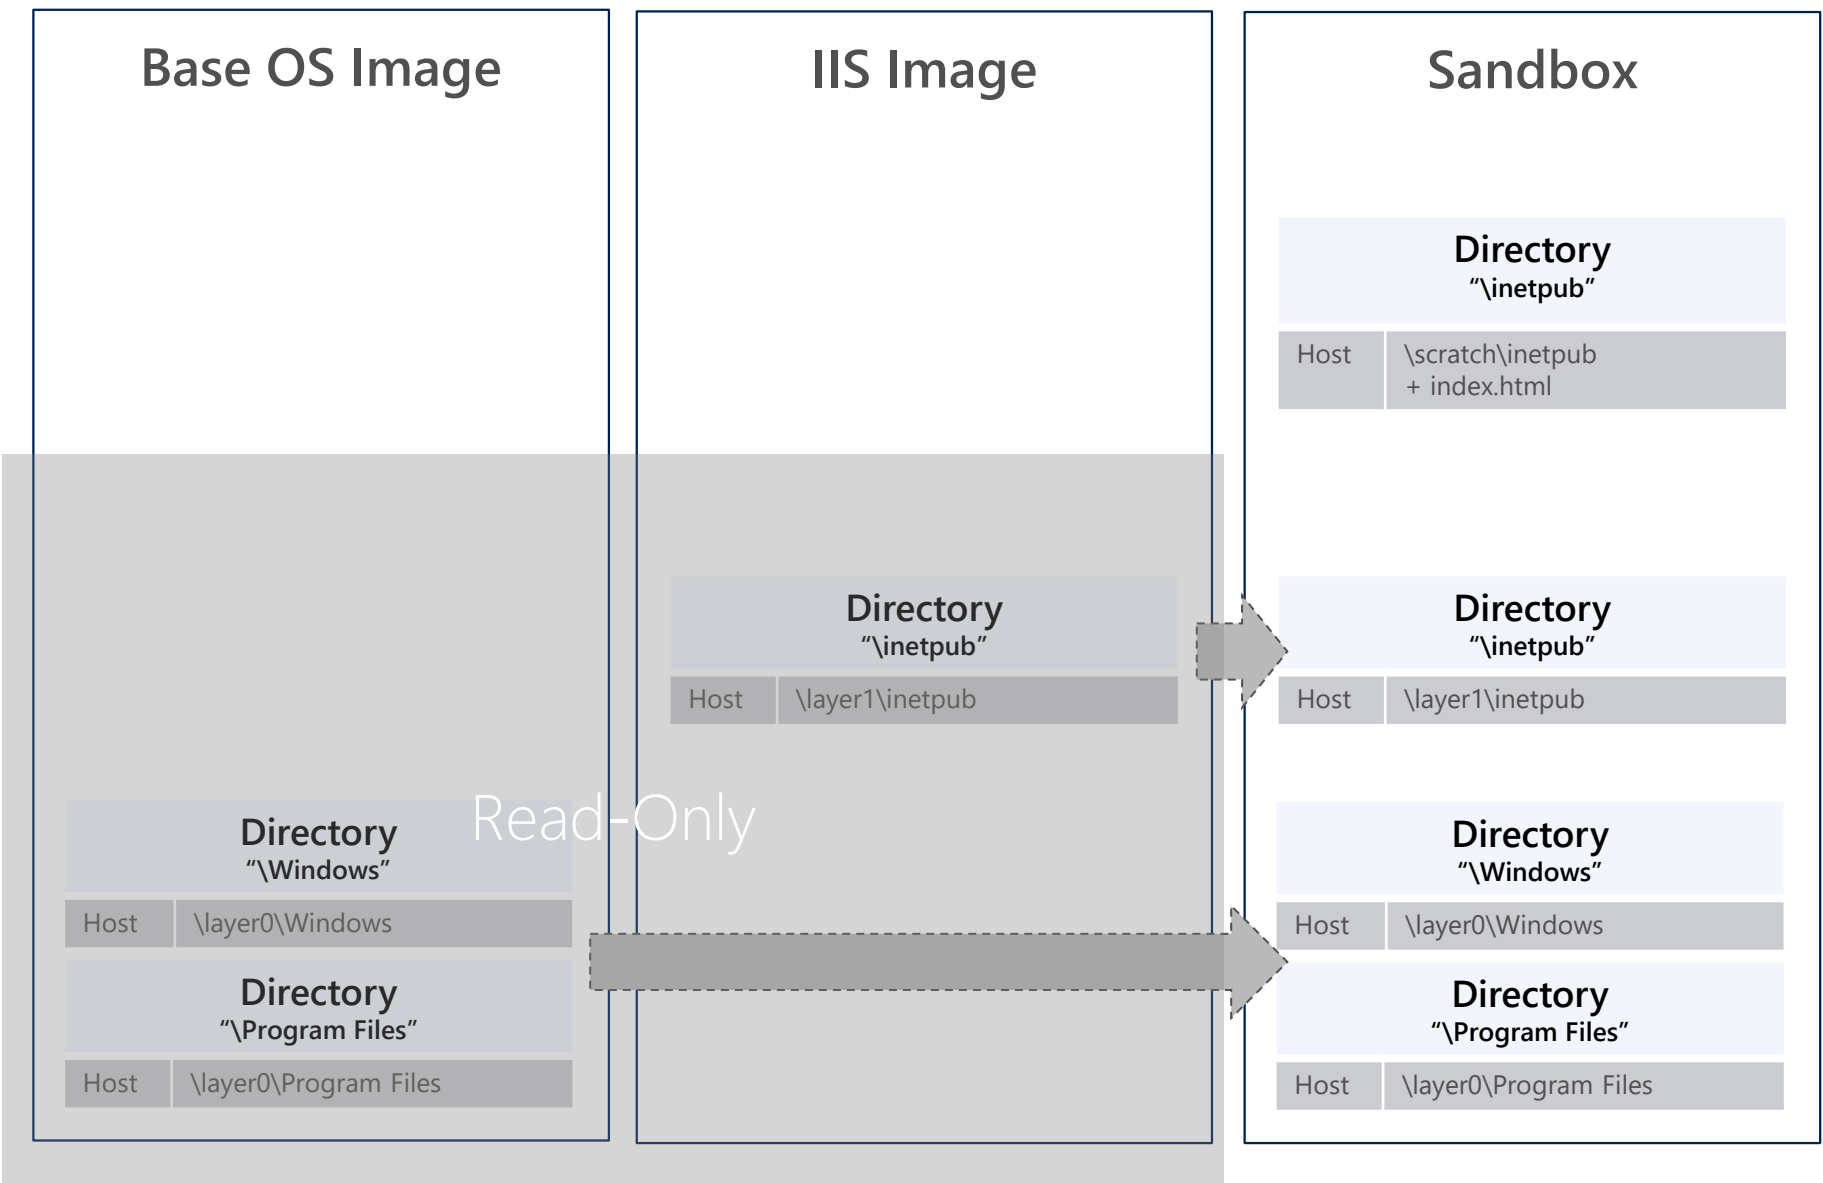 Base OS Image
IIS Image
Sandbox
Directory
“\inetpub”
Host
\scratch\inetpub
+ index.html
Directory
“\inetpub”
Host
\layer1\inetpub
Directory
“\inetpub”
Host
\layer1\inetpub
Read-Only
Directory
“\Windows”
Host
\layer0\Windows
Directory
“\Program Files”
Host
\layer0\Program Files
Directory
“\Windows”
Host
\layer0\Windows
Directory
“\Program Files”
Host
\layer0\Program Files